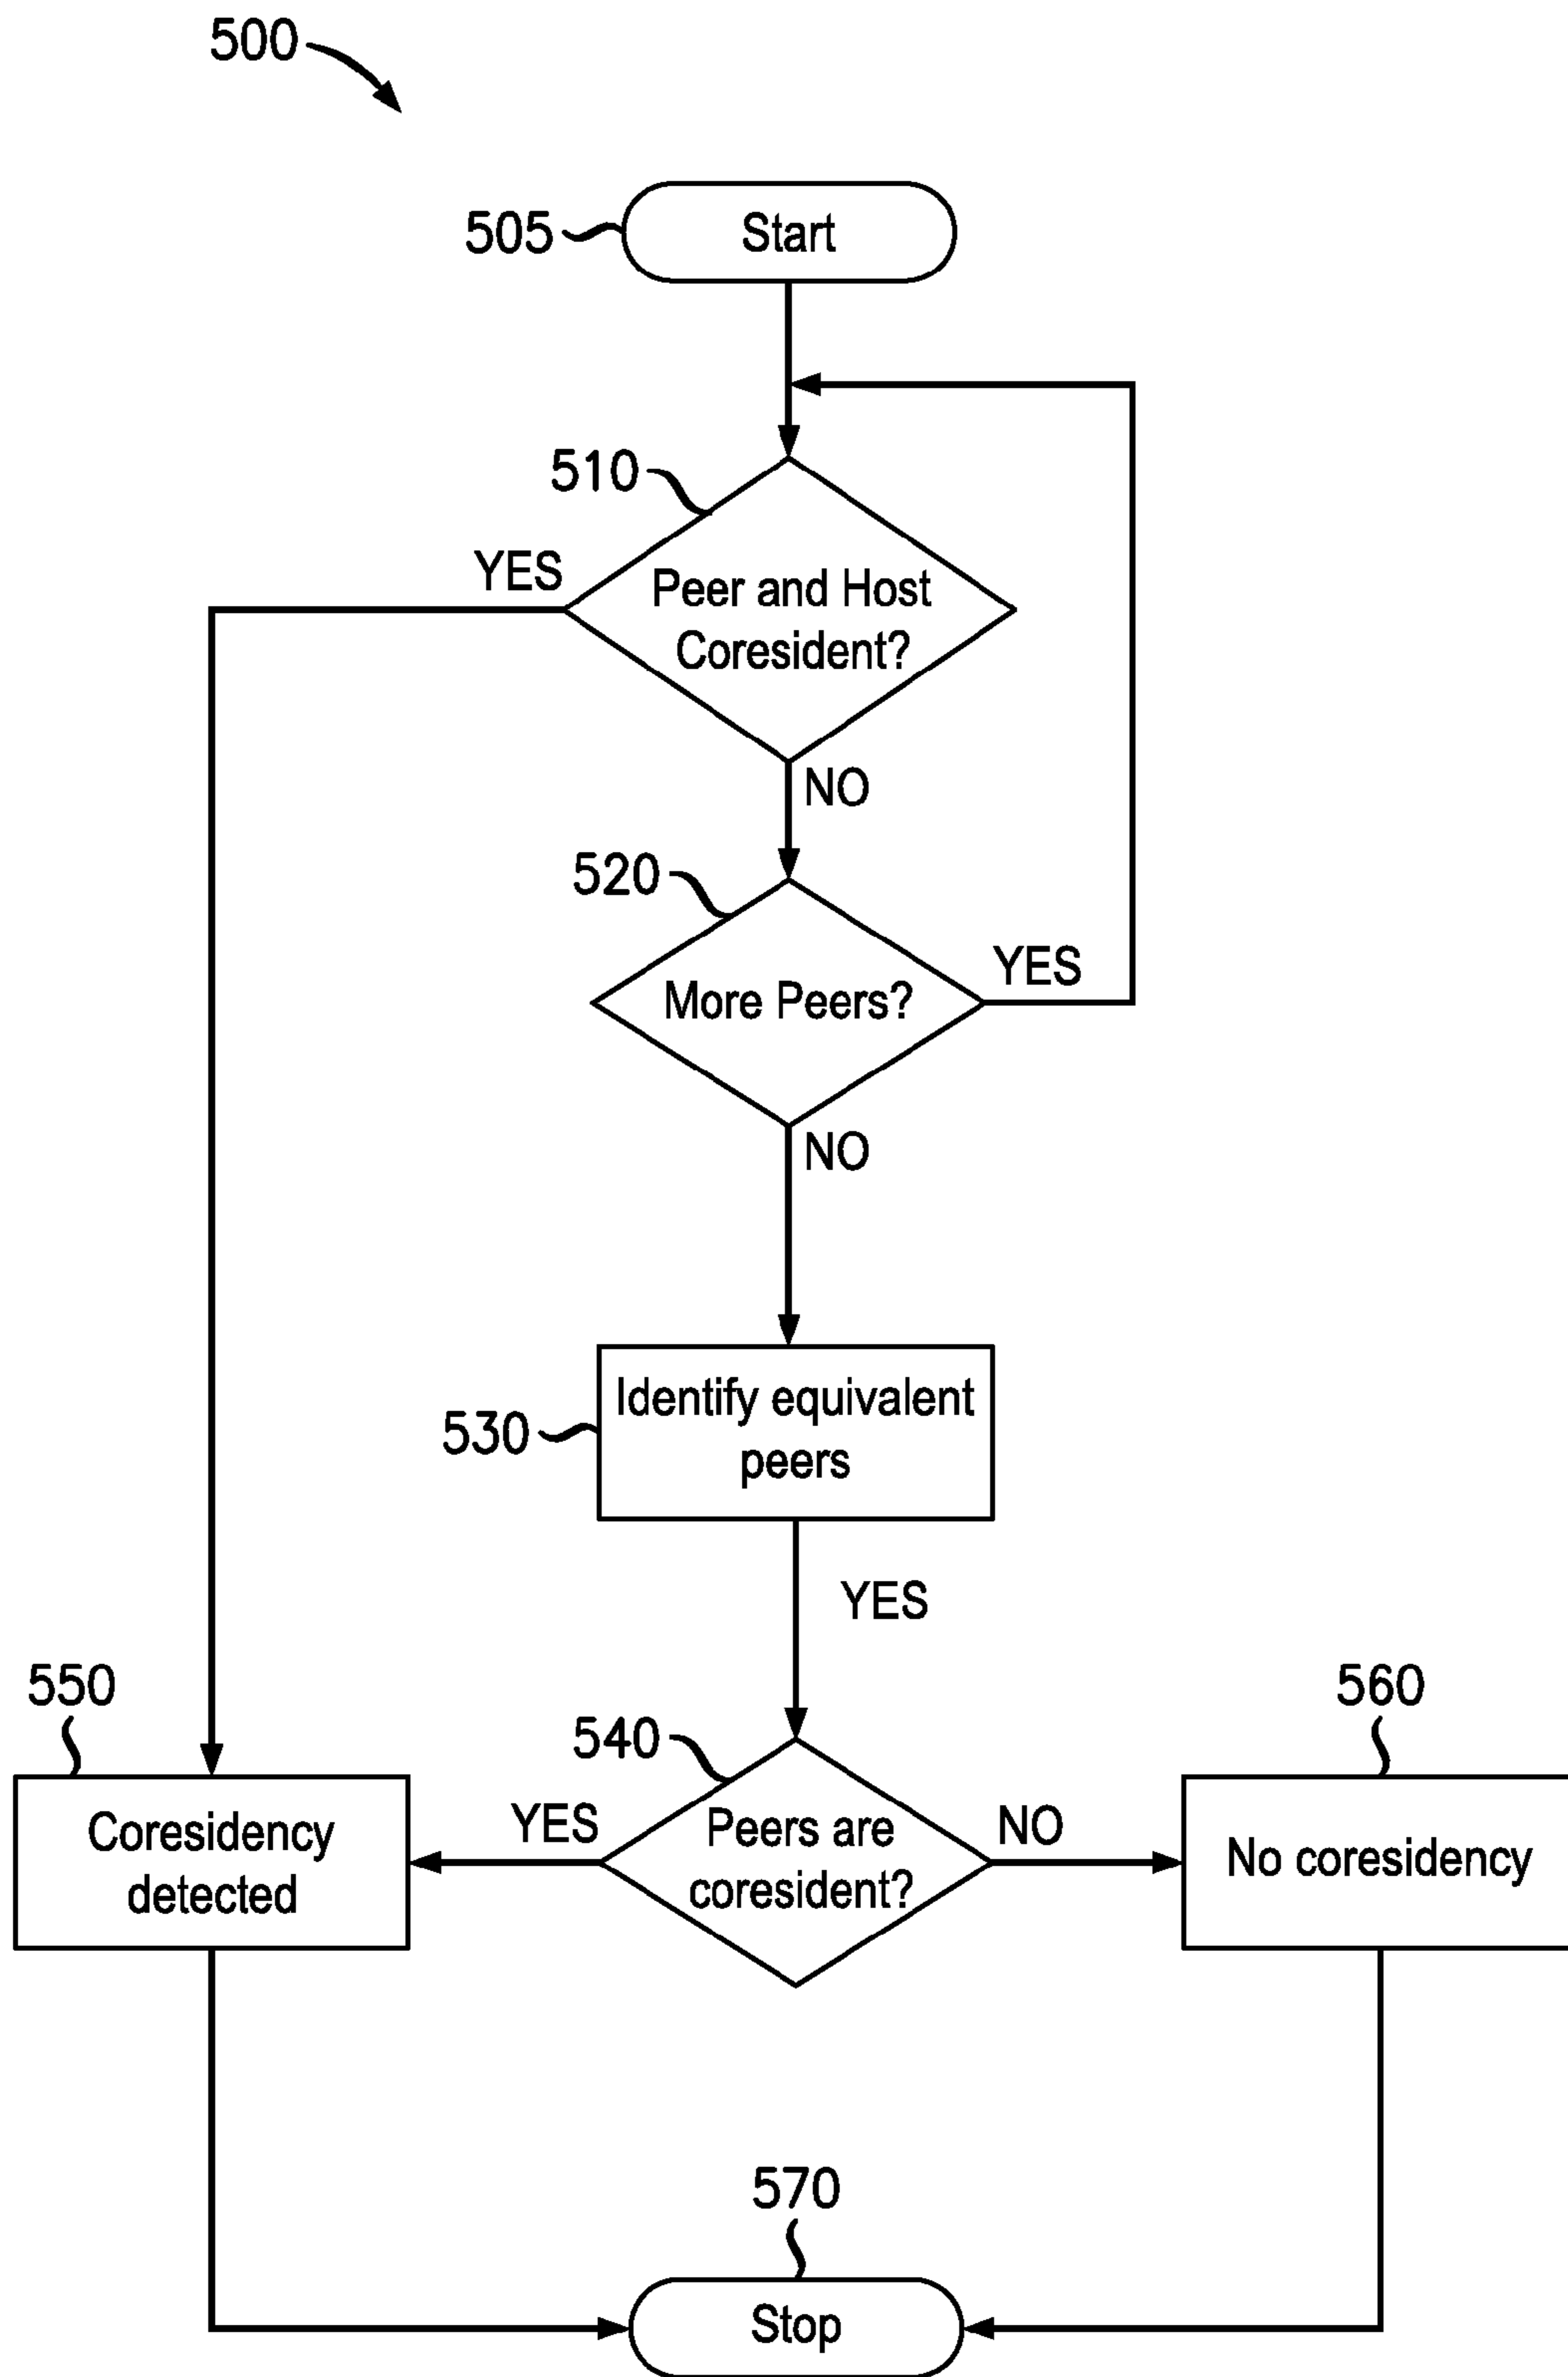 500
505
Start
510
YES
Peer and Host
Coresident?
NO
520
YES
More Peers?
NO
530
Identify equivalent
peers
YES
550
540
560
YES
Peers are
coresident?
NO
Coresidency
detected
No coresidency
570
Stop